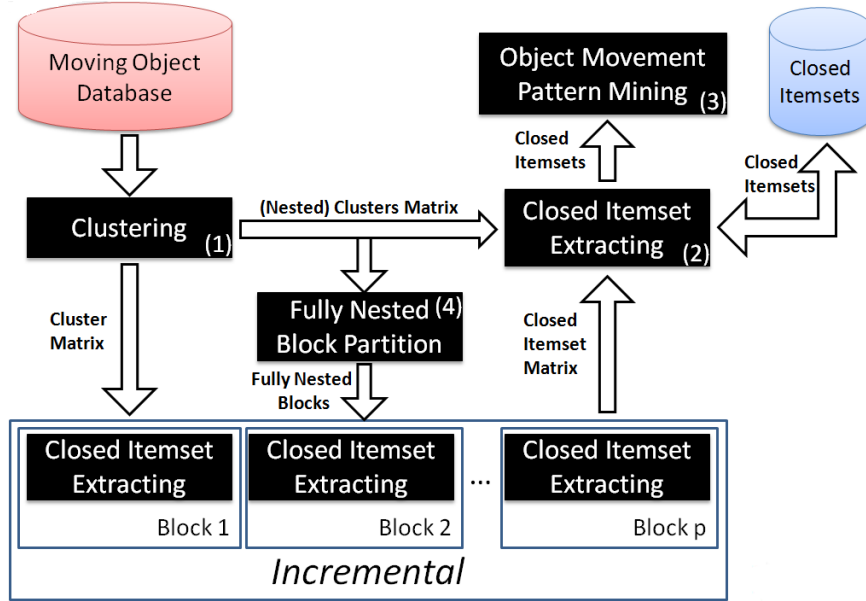 Moving Object
Database
Object Movement
Pattern Mining (3)
Closed
Itemsets
Closed
Itemsets
Closed
Itemsets
Clustering (1)
(Nested) Clusters Matrix
Closed Itemset
Extracting (2)
Cluster
Matrix
Fully Nested (4)
Block Partition
Closed
Itemset
Matrix
Fully Nested
Blocks
Closed Itemset
Extracting
Block 1
Closed Itemset
Extracting
Block 2
...
Closed Itemset
Extracting
Block p
Incremental